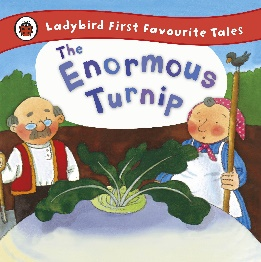 Ladybird First Favourite Tales
The
Enormous
Turnip